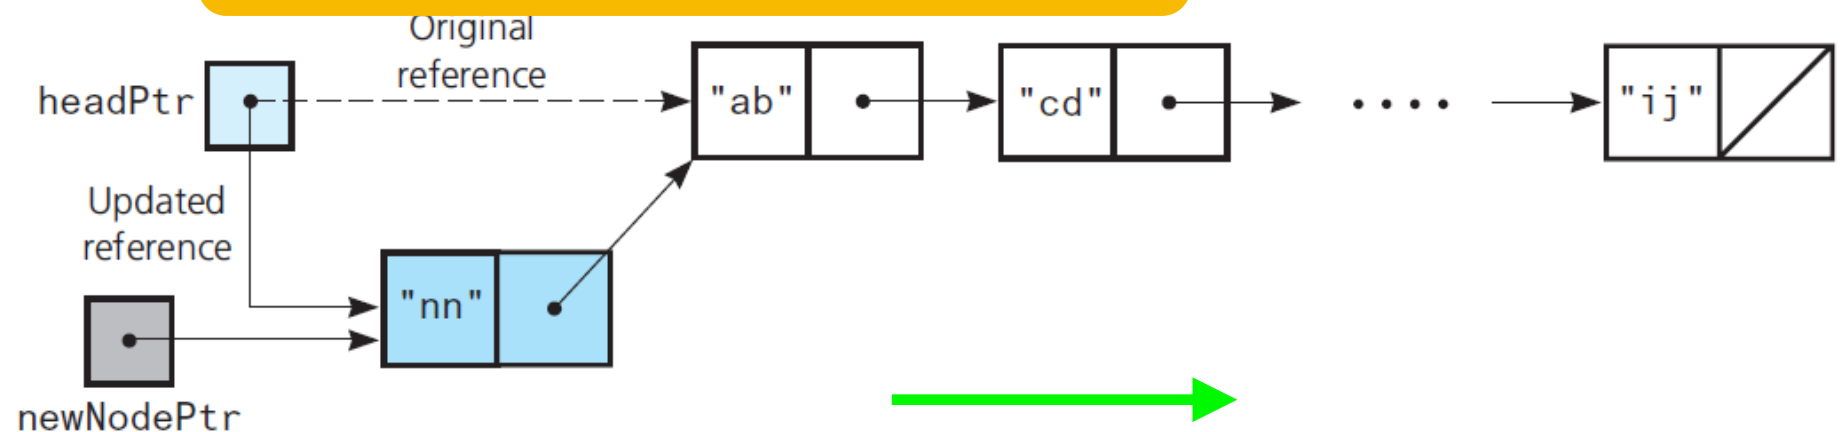 Original
reference
headPtr
"ab"
"cd"
"ij"
Updated
reference
"nn"
newNodePtr